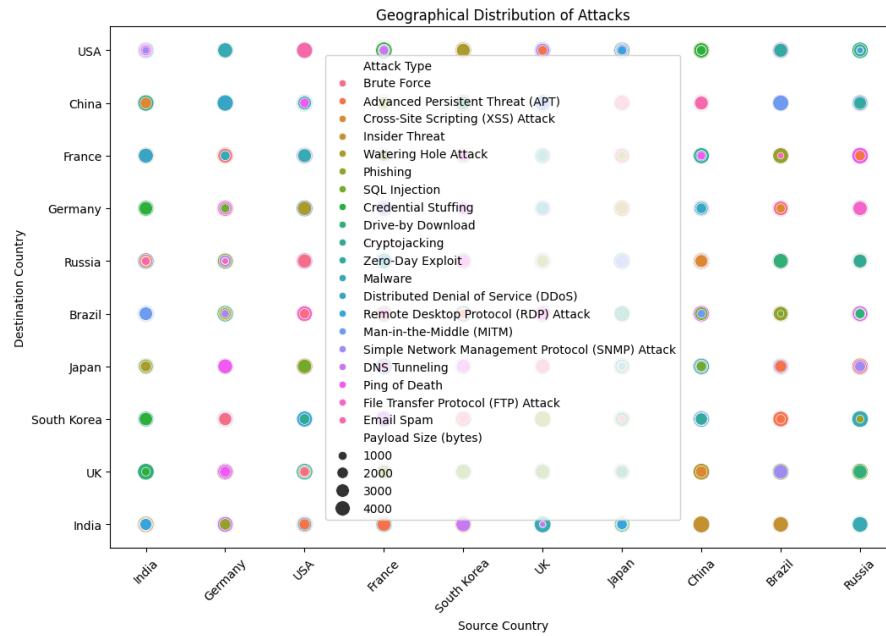 Geographical Distribution of Attacks
USA
China
France
Germany
Russia
Brazil
Japan
South Korea
UK
India
Destination Country
Attack Type
Brute Force
Advanced Persistent Threat (APT)
Cross-Site Scripting (XSS) Attack
Insider Threat
Watering Hole Attack
Phishing
SQL Injection
Credential Stuffing
Drive-by Download
Cryptojacking
Zero-Day Exploit
Malware
Distributed Denial of Service (DDoS)
Remote Desktop Protocol (RDP) Attack
Man-in-the-Middle (MITM)
Simple Network Management Protocol (SNMP) Attack
DNS Tunneling
Ping of Death
File Transfer Protocol (FTP) Attack
Email Spam
Payload Size (bytes)
1000
2000
3000
4000
India
Germany
USA
France
South Korea
UK
Japan
China
Brazil
Russia
Source Country